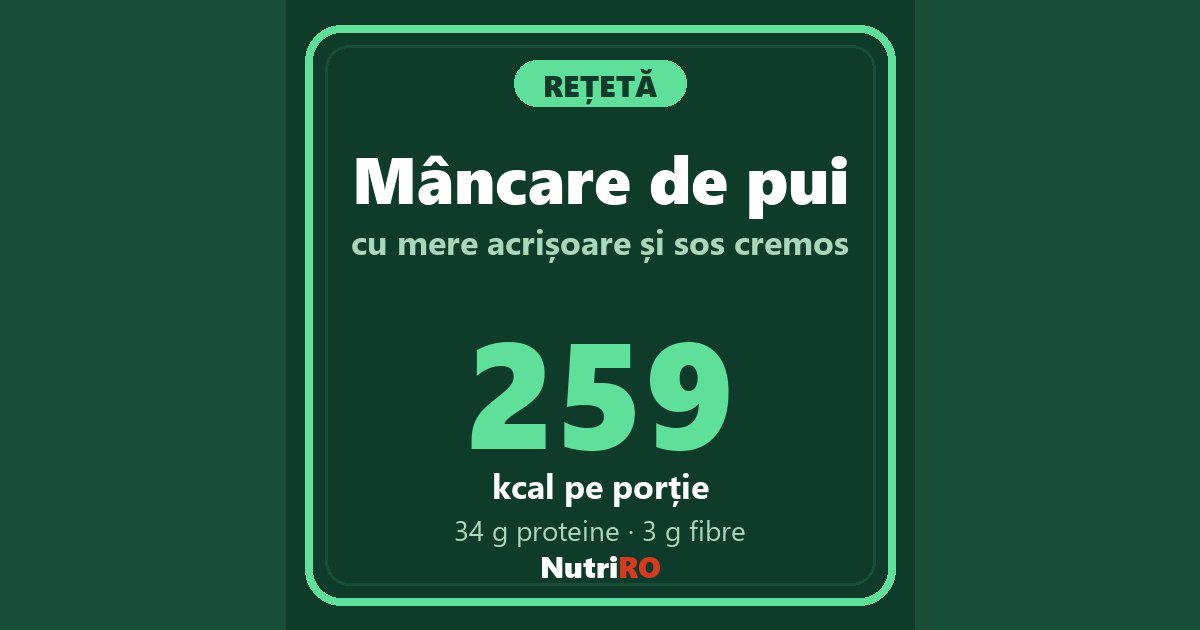 REȚETĂ
Mâncare de pui
cu mere acrișoare și sos cremos
259
kcal pe porție
34 g proteine · 3 g fibre
NutriRO